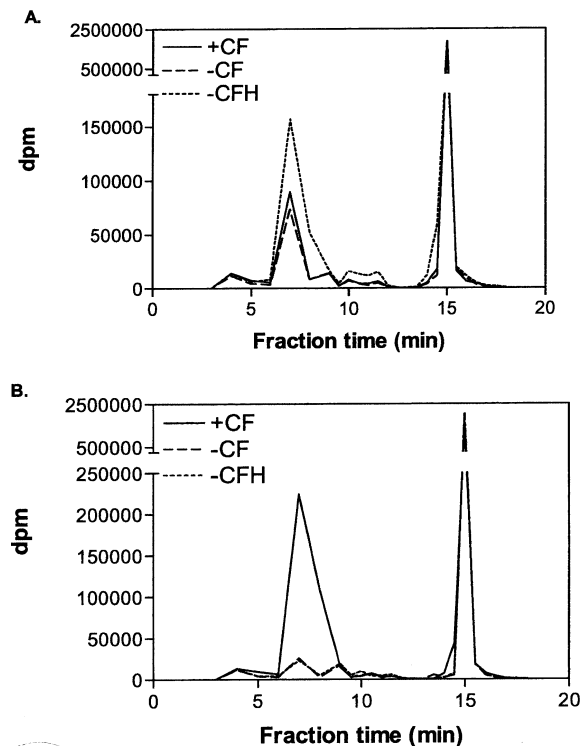 A.
2500000
500000
150000
100000
50000
0
+CF
-CF
-CFH
dpm
0 5 10 15 20
Fraction time (min)
B.
2500000
500000
250000
200000
150000
100000
50000
0
+CF
-CF
-CFH
dpm
0 5 10 15 20
Fraction time (min)